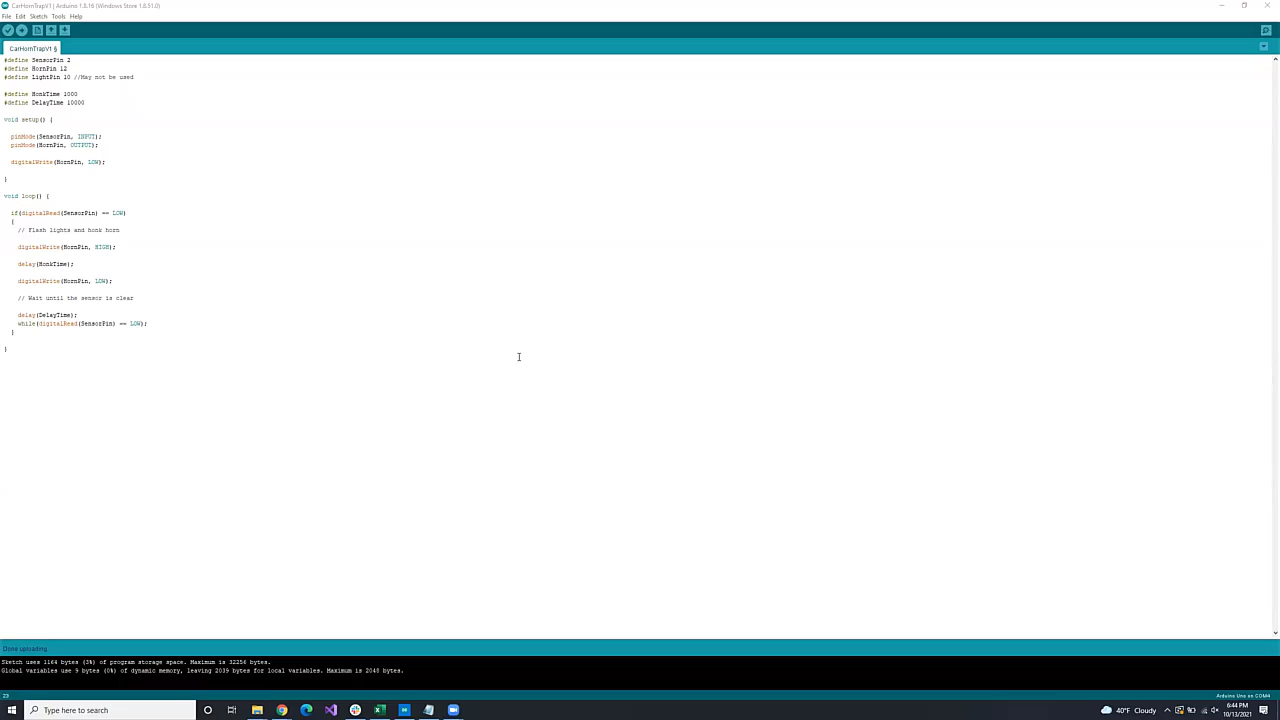 CarHornTrapV1 | Arduino 1.8.16 (Windows Store 1.8.51.0)
File Edit Sketch Tools Help
CarHornTrapV1 §
#define SensorPin 2
#define HornPin 12
#define LightPin 10 //May not be used
#define HonkTime 1000
#define DelayTime 10000
void setup() {
pinMode(SensorPin, INPUT);
pinMode(HornPin, OUTPUT);
digitalWrite(HornPin, LOW);
}
void loop() {
if(digitalRead(SensorPin) == LOW)
{
// Flash lights and honk horn
digitalWrite(HornPin, HIGH);
delay(HonkTime);
digitalWrite(HornPin, LOW);
// Wait until the sensor is clear
delay(DelayTime);
while(digitalRead(SensorPin) == LOW);
}
}
Done uploading
Sketch uses 1164 bytes (3%) of program storage space. Maximum is 32256 bytes.
Global variables use 9 bytes (0%) of dynamic memory, leaving 2039 bytes for local variables. Maximum is 2048 bytes.
23
Arduino Uno on COM4
Type here to search
40°F Cloudy
6:44 PM
10/13/2021